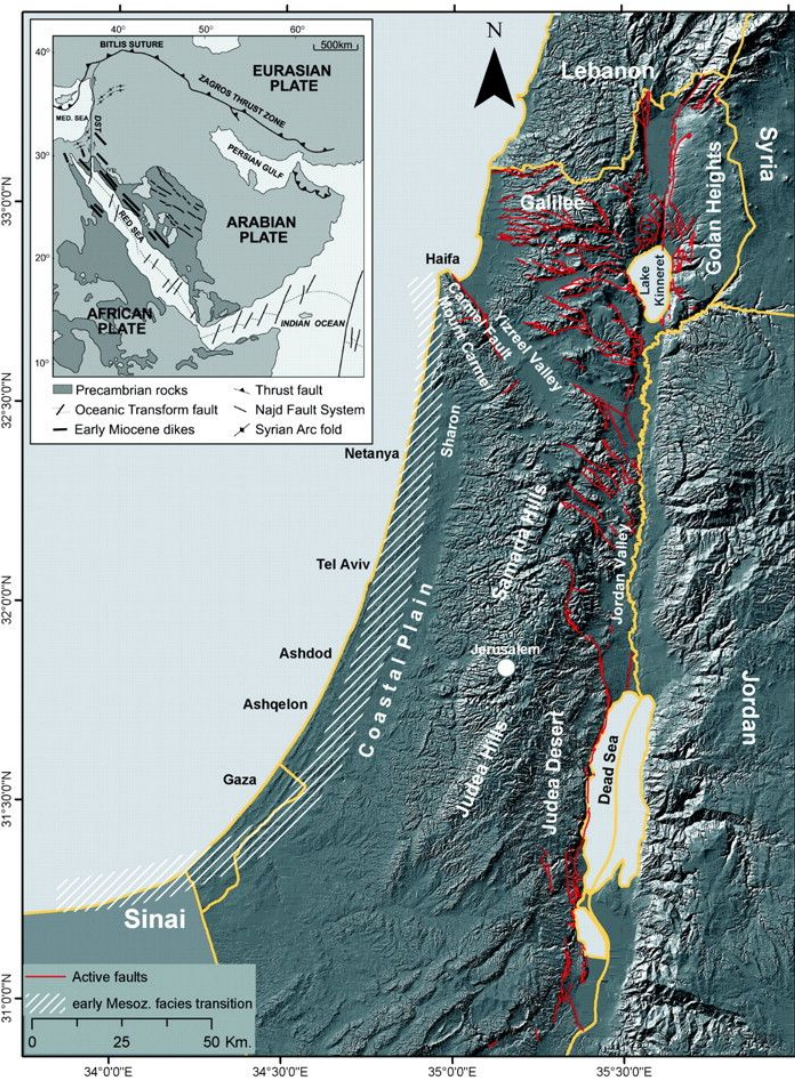 40°
50°
60°
BITLIS SUTURE
500km
40°
EURASIAN
PLATE
ZAGROS THRUST ZONE
MED. SEA
DST
30°
PERSIAN GULF
ARABIAN
PLATE
RED SEA
20°
AFRICAN
PLATE
INDIAN OCEAN
10°
Precambrian rocks
Thrust fault
Oceanic Transform fault
Najd Fault System
Early Miocene dikes
Syrian Arc fold
N
Lebanon
Syria
Galilee
Golan Heights
Haifa
Lake
Kinneret
Yizreel Valley
Carmel Fault
Mount Carmel
Sharon
Netanya
Samaria Hills
Jordan Valley
Tel Aviv
Coastal Plain
Jerusalem
Ashdod
Ashqelon
Jordan
Judea Hills
Judea Desert
Dead Sea
Gaza
Sinai
Active faults
early Mesoz. facies transition
0 25 50 Km.
33°0'0"N
32°30'0"N
32°0'0"N
31°30'0"N
31°0'0"N
34°0'0"E
34°30'0"E
35°0'0"E
35°30'0"E